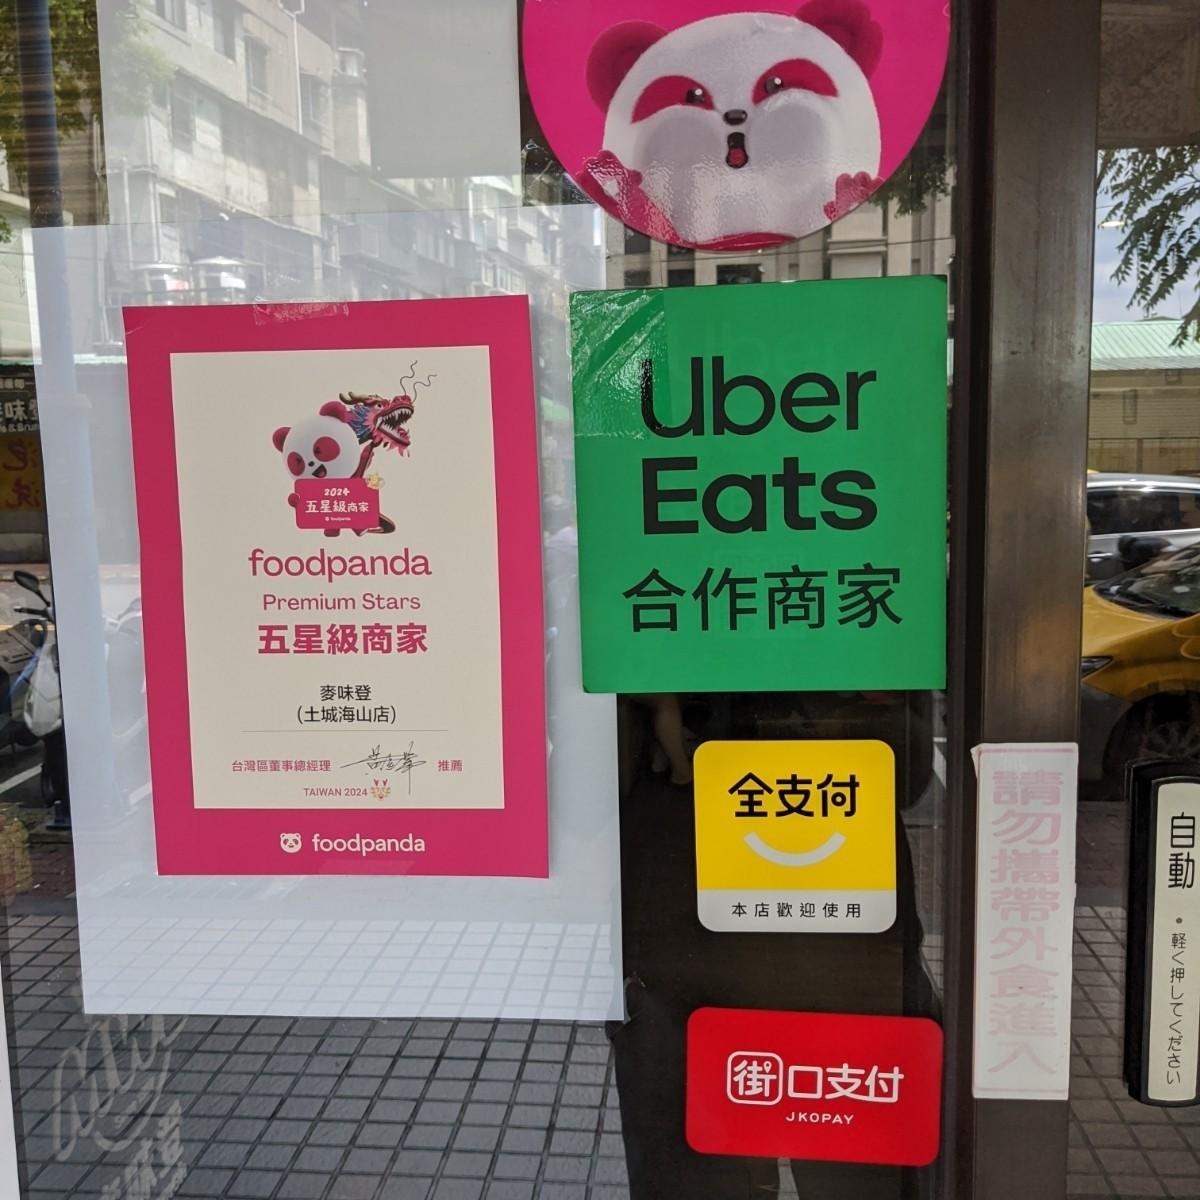 2024
五星級商家
foodpanda
foodpanda
Premium Stars
五星級商家
麥味登
(土城海山店)
台灣區董事總經理
推薦
TAIWAN 2024
foodpanda
Uber
Eats
合作商家
全支付
本店歡迎使用
街口支付
JKOPAY
請勿攜帶外食進入
自動
・軽く押してください